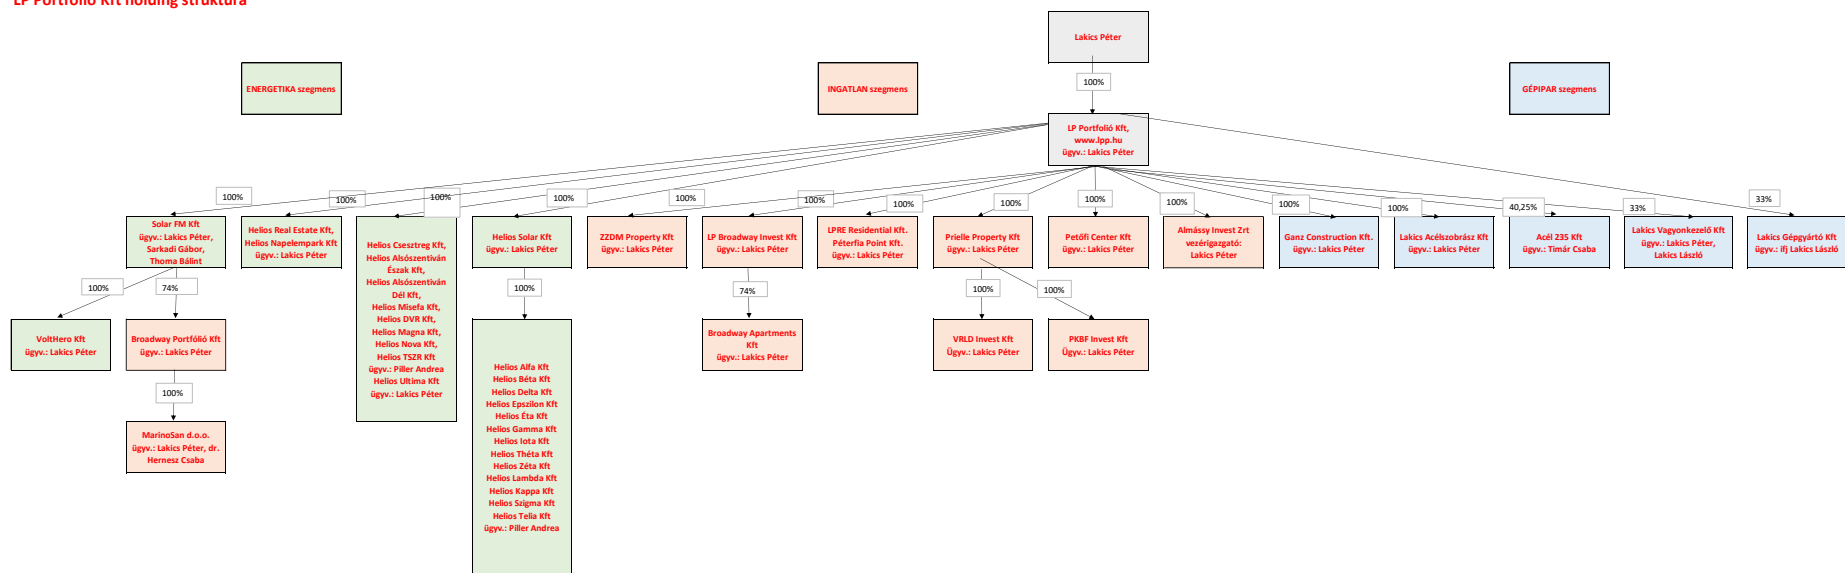 LP Portfolió Kft holding struktúra
Lakics Péter
ENERGETIKA szegmens
INGATLAN szegmens
GÉPIPAR szegmens
100%
LP Portfolió Kft,
www.lpp.hu
ügyv.: Lakics Péter
100%
100%
100%
100%
100%
100%
100%
100%
100%
100%
100%
100%
40,25%
33%
33%
Solar FM Kft
ügyv.: Lakics Péter,
Sarkadi Gábor,
Thoma Bálint
Helios Real Estate Kft,
Helios Napelempark Kft
ügyv.: Lakics Péter
Helios Csesztreg Kft,
Helios Alsószentiván
Észak Kft,
Helios Alsószentiván
Dél Kft,
Helios Misefa Kft,
Helios DVR Kft,
Helios Magna Kft,
Helios Nova Kft,
Helios TSZR Kft
ügyv.: Piller Andrea
Helios Ultima Kft
ügyv.: Lakics Péter
Helios Solar Kft
ügyv.: Lakics Péter
ZZDM Property Kft
ügyv.: Lakics Péter
LP Broadway Invest Kft
ügyv.: Lakics Péter
LPRE Residential Kft.
Péterfia Point Kft.
ügyv.: Lakics Péter
Prielle Property Kft
ügyv.: Lakics Péter
Petőfi Center Kft
ügyv.: Lakics Péter
Almássy Invest Zrt
vezérigazgató:
Lakics Péter
Ganz Construction Kft.
ügyv.: Lakics Péter
Lakics Acélszobrász Kft
ügyv.: Lakics Péter
Acél 235 Kft
ügyv.: Timár Csaba
Lakics Vagyonkezelő Kft
ügyv.: Lakics Péter,
Lakics László
Lakics Gépgyártó Kft
ügyv.: ifj Lakics László
100%
74%
100%
74%
100%
100%
VoltHero Kft
ügyv.: Lakics Péter
Broadway Portfólió Kft
ügyv.: Lakics Péter
Broadway Apartments
Kft
ügyv.: Lakics Péter
VRLD Invest Kft
Ügyv.: Lakics Péter
PKBF Invest Kft
Ügyv.: Lakics Péter
100%
MarinoSan d.o.o.
ügyv.: Lakics Péter, dr.
Hernesz Csaba
Helios Alfa Kft
Helios Béta Kft
Helios Delta Kft
Helios Epszilon Kft
Helios Éta Kft
Helios Gamma Kft
Helios Iota Kft
Helios Théta Kft
Helios Zéta Kft
Helios Lambda Kft
Helios Kappa Kft
Helios Szigma Kft
Helios Telia Kft
ügyv.: Piller Andrea